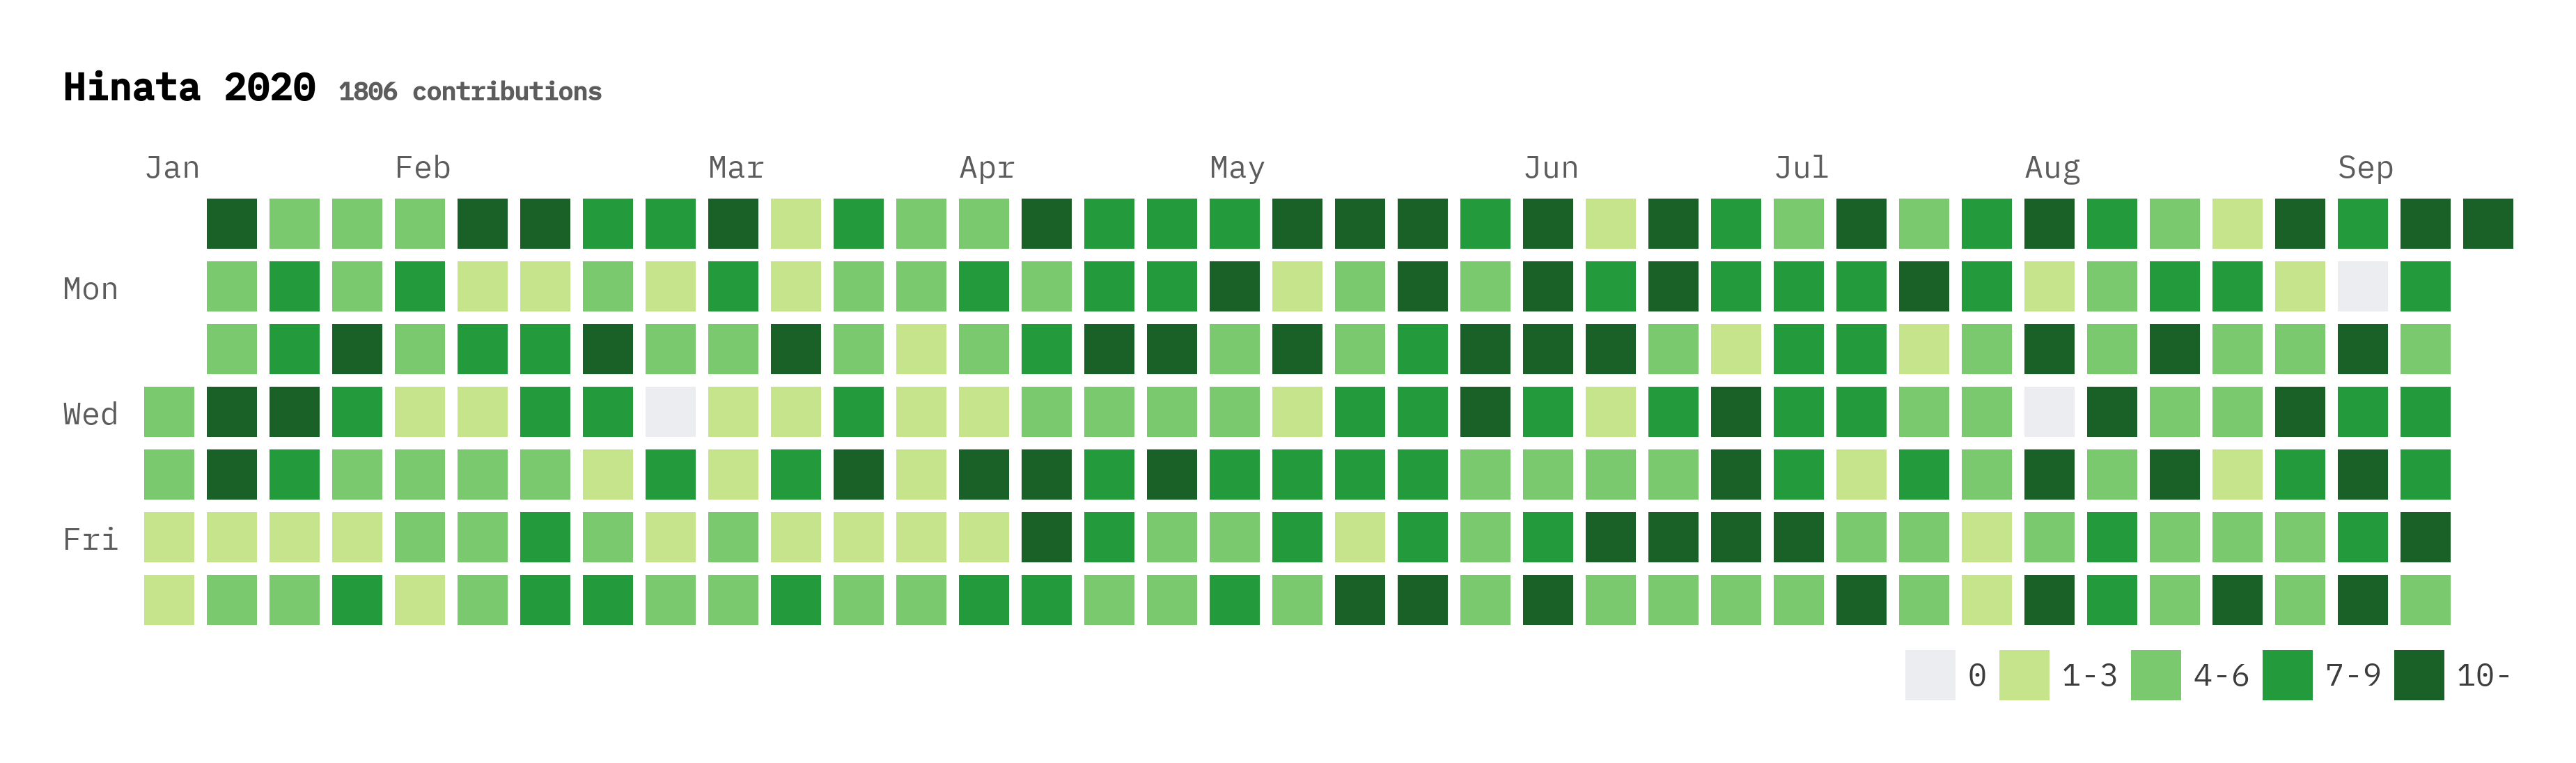 Hinata 2020 1806 contributions
Jan Feb Mar Apr May Jun Jul Aug Sep
Mon
Wed
Fri
0 1-3 4-6 7-9 10-